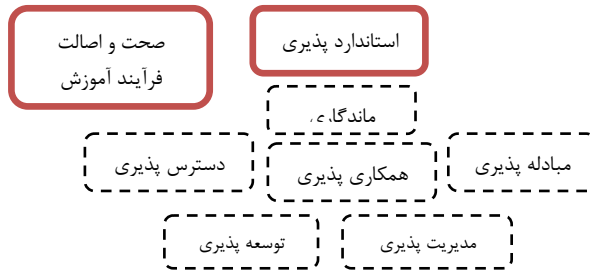 صحت و اصالت
فرآیند آموزش
استاندارد پذیری
ماندگاری
مبادله پذیری
همکاری پذیری
دسترس پذیری
مدیریت پذیری
توسعه پذیری